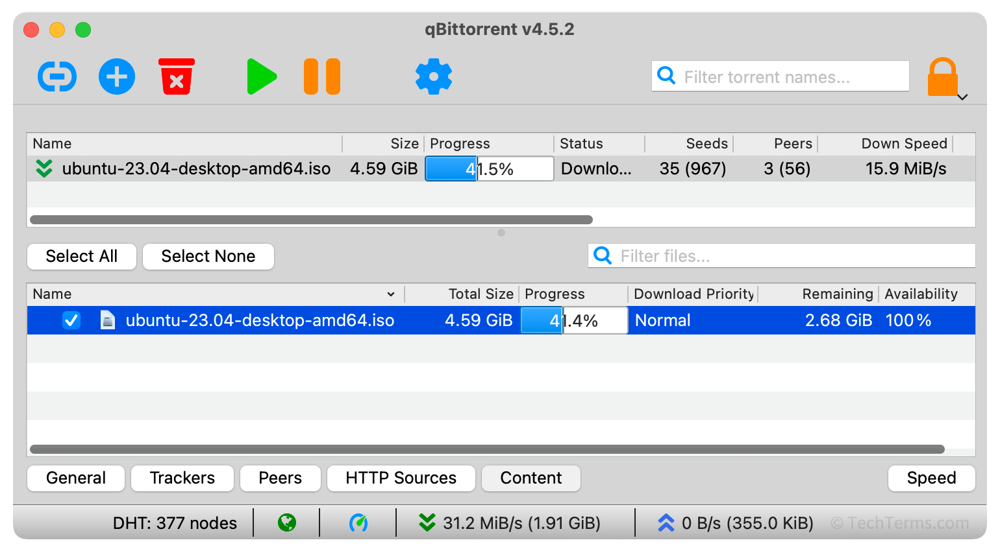 qBittorrent v4.5.2
Filter torrent names...
Name Size Progress Status Seeds Peers Down Speed
ubuntu-23.04-desktop-amd64.iso 4.59 GiB 41.5% Downlo... 35 (967) 3 (56) 15.9 MiB/s
Select All Select None Filter files...
Name Total Size Progress Download Priority Remaining Availability
ubuntu-23.04-desktop-amd64.iso 4.59 GiB 41.4% Normal 2.68 GiB 100%
General Trackers Peers HTTP Sources Content Speed
DHT: 377 nodes 31.2 MiB/s (1.91 GiB) 0 B/s (355.0 KiB) © TechTerms.com